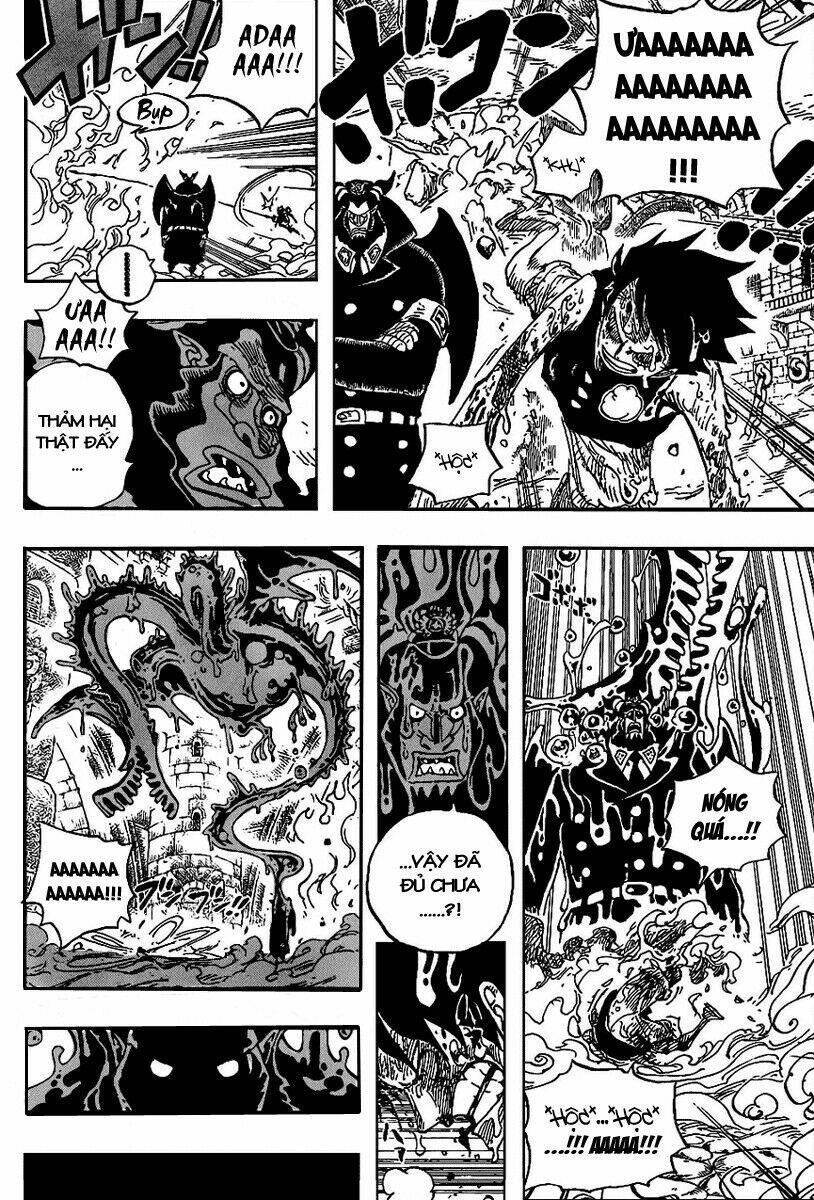 ƯAAAAAAA
AAAAAAAA
AAAAAAAAA
!!!
*KHỤ*
*HỘC*
ADAA
AAA!!!
BỤP
ƯAA
AAA!!
THẢM HẠI
THẬT ĐẤY
...
NÓNG
QUÁ....!!
*HỘC*...*HỘC*
...!!! AAAAA!!!
...VẬY ĐÃ
ĐỦ CHƯA
......?!
AAAAAAA
AAAAAA!!!